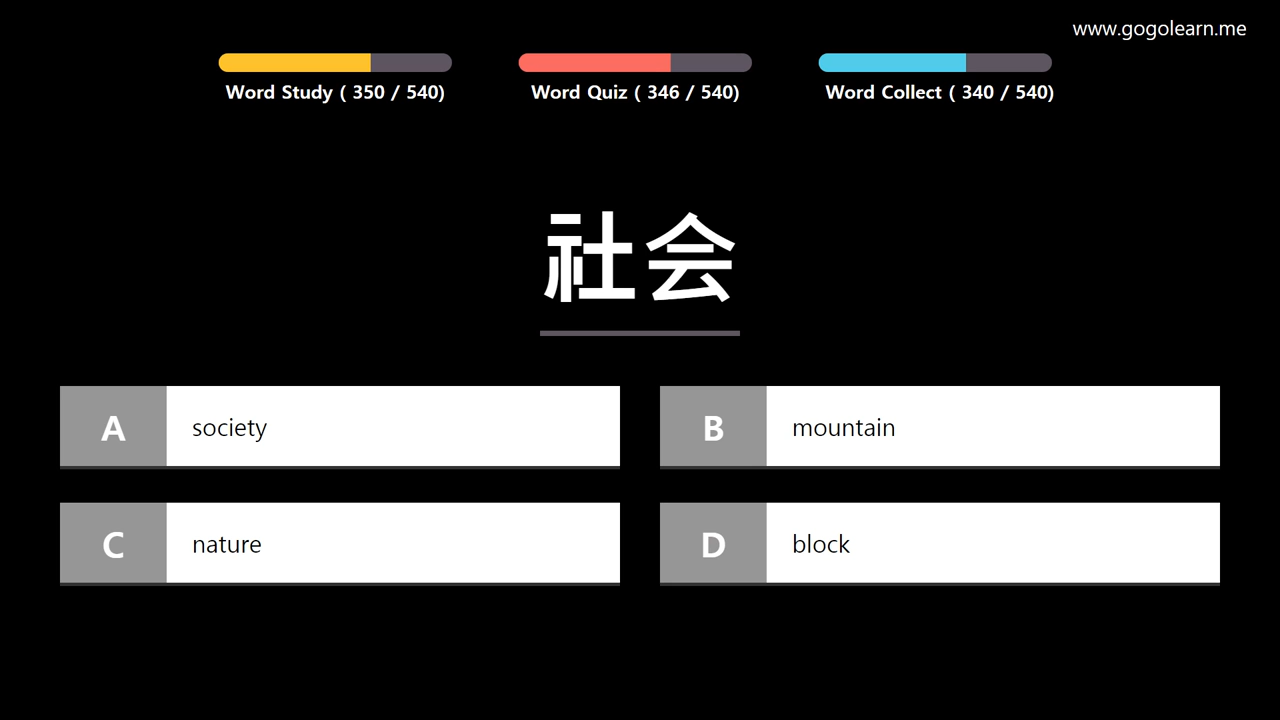 www.gogolearn.me
Word Study ( 350 / 540)
Word Quiz ( 346 / 540)
Word Collect ( 340 / 540)
社会
A society
B mountain
C nature
D block